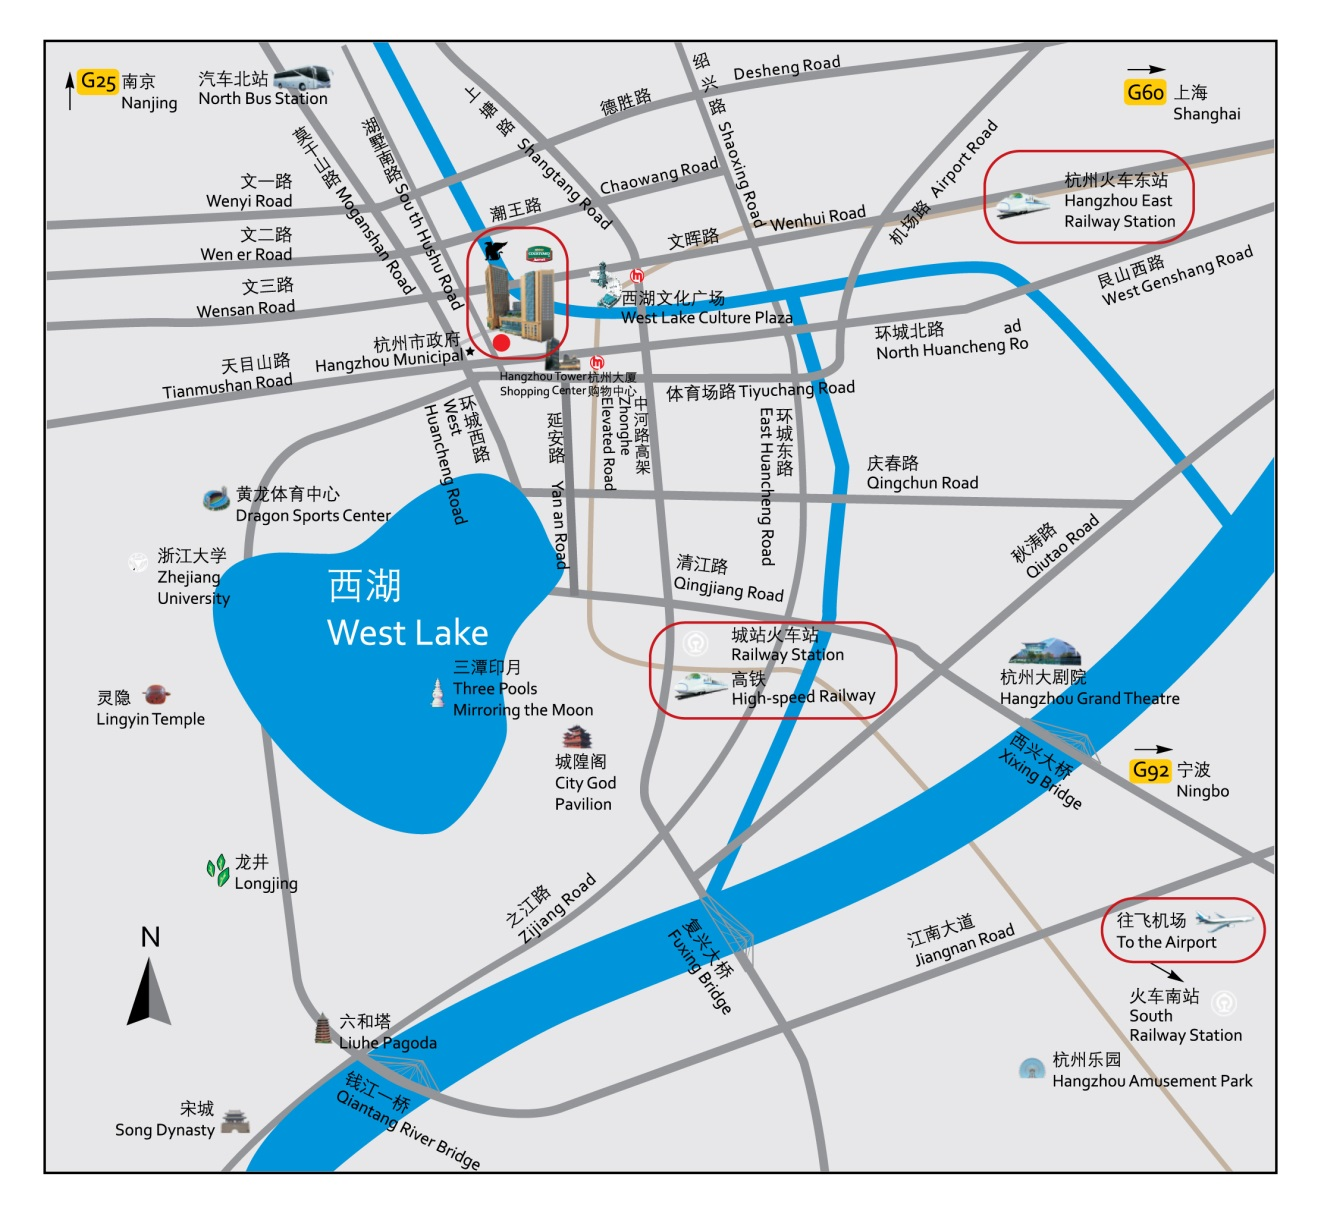 G25 南京
Nanjing
汽车北站
North Bus Station
上塘路 Shangtang Road
绍兴路 Shaoxing Road
德胜路 Desheng Road
G60 上海
Shanghai
莫干山路 Moganshan Road
湖墅南路 South Hushu Road
文一路
Wenyi Road
潮王路 Chaowang Road
机场路 Airport Road
杭州火车东站
Hangzhou East
Railway Station
文二路
Wen er Road
文晖路 Wenhui Road
文三路
Wensan Road
艮山西路
West Genshang Road
西湖文化广场
West Lake Culture Plaza
杭州市政府
Hangzhou Municipal
环城北路 ad
North Huancheng Ro
天目山路
Tianmushan Road
Hangzhou Tower 杭州大厦
Shopping Center 购物中心
体育场路 Tiyuchang Road
环城西路
West
Huancheng Road
延安路 Yan an Road
中河路高架
Zhonghe
Elevated Road
环城东路
East Huancheng Road
庆春路
Qingchun Road
黄龙体育中心
Dragon Sports Center
浙江大学
Zhejiang
University
西湖
West Lake
清江路
Qingjiang Road
秋涛路
Qiutao Road
城站火车站
Railway Station
高铁
High-speed Railway
三潭印月
Three Pools
Mirroring the Moon
杭州大剧院
Hangzhou Grand Theatre
灵隐
Lingyin Temple
城隍阁
City God
Pavilion
西兴大桥
Xixing Bridge
G92 宁波
Ningbo
龙井
Longjing
之江路
Zijiang Road
复兴大桥
Fuxing Bridge
江南大道
Jiangnan Road
往飞机场
To the Airport
N
火车南站
South
Railway Station
六和塔
Liuhe Pagoda
钱江一桥
Qiantang River Bridge
杭州乐园
Hangzhou Amusement Park
宋城
Song Dynasty